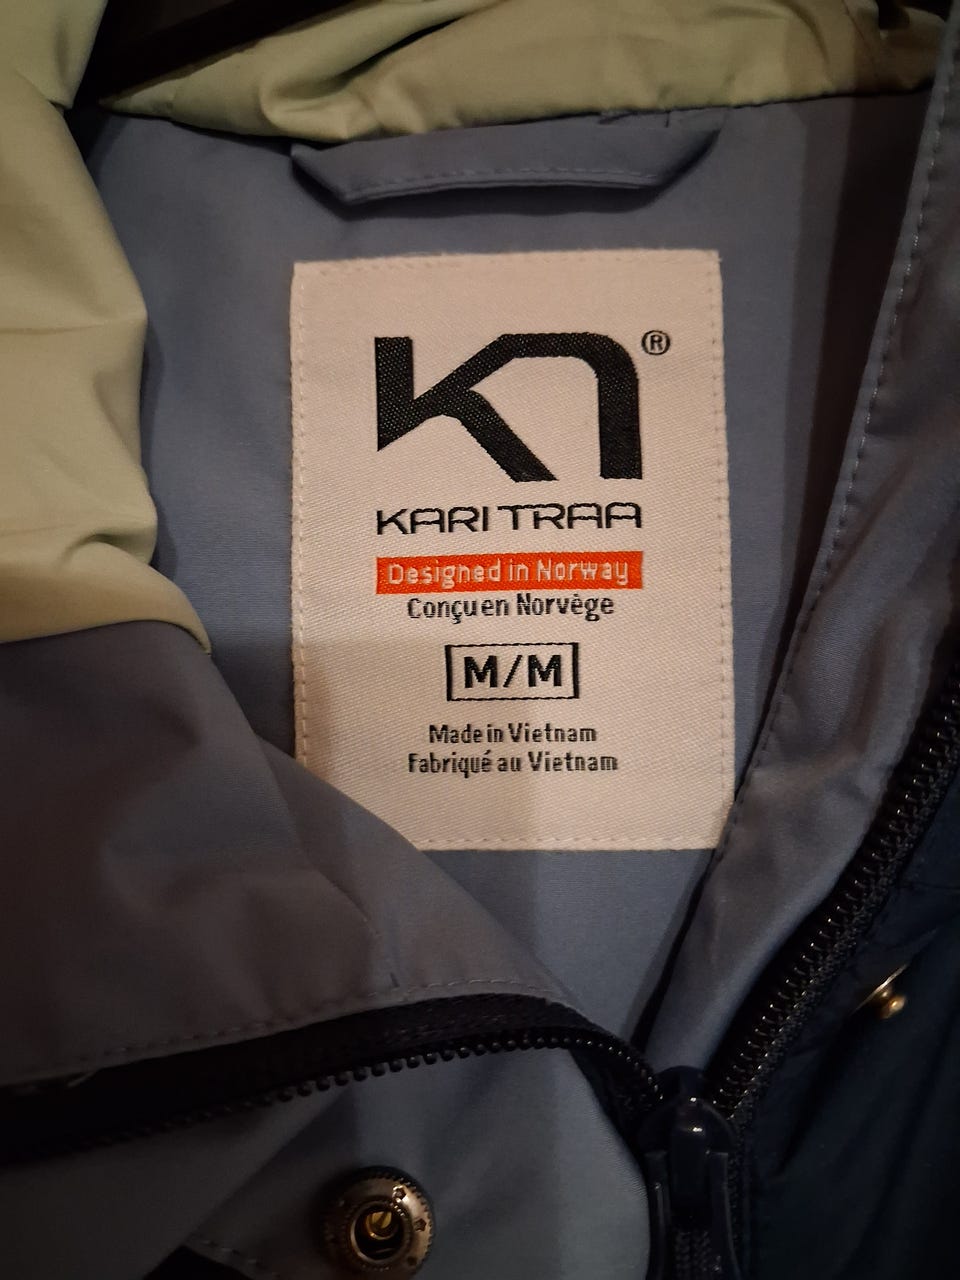 ®
KARI TRAA
Designed in Norway
Conçu en Norvège
M/M
Made in Vietnam
Fabriqué au Vietnam